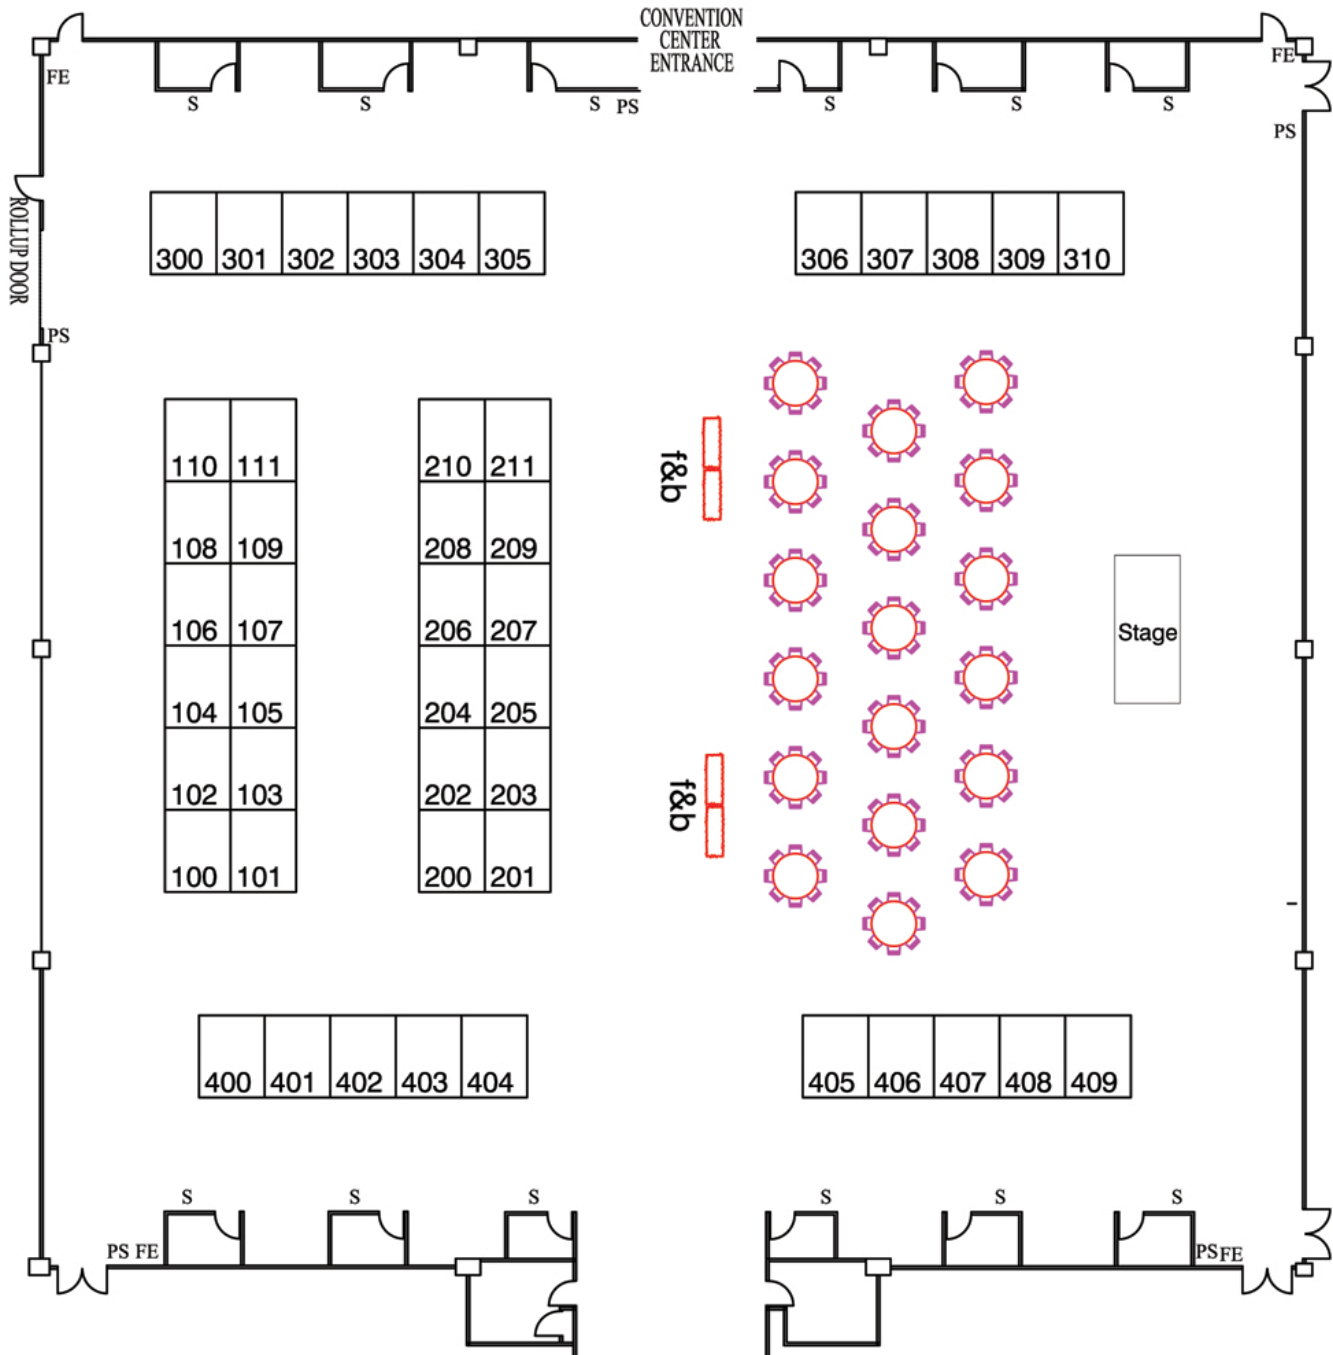 CONVENTION
CENTER
ENTRANCE
FE
FE
S
S
S
PS
S
S
S
PS
ROLLUP DOOR
PS
300 301 302 303 304 305
306 307 308 309 310
110 111
210 211
f&b
108 109
208 209
106 107
206 207
Stage
104 105
204 205
102 103
202 203
f&b
100 101
200 201
400 401 402 403 404
405 406 407 408 409
S
S
S
S
S
S
PS FE
PS FE